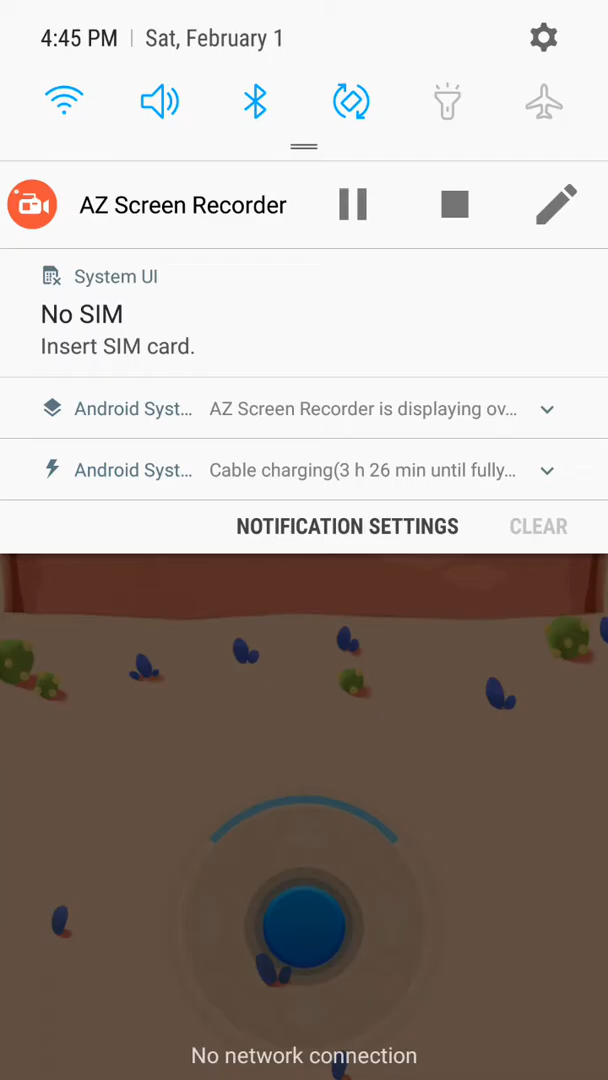 4:45 PM | Sat, February 1
AZ Screen Recorder
System UI
No SIM
Insert SIM card.
Android Syst... AZ Screen Recorder is displaying ov...
Android Syst... Cable charging(3 h 26 min until fully...
NOTIFICATION SETTINGS CLEAR
No network connection